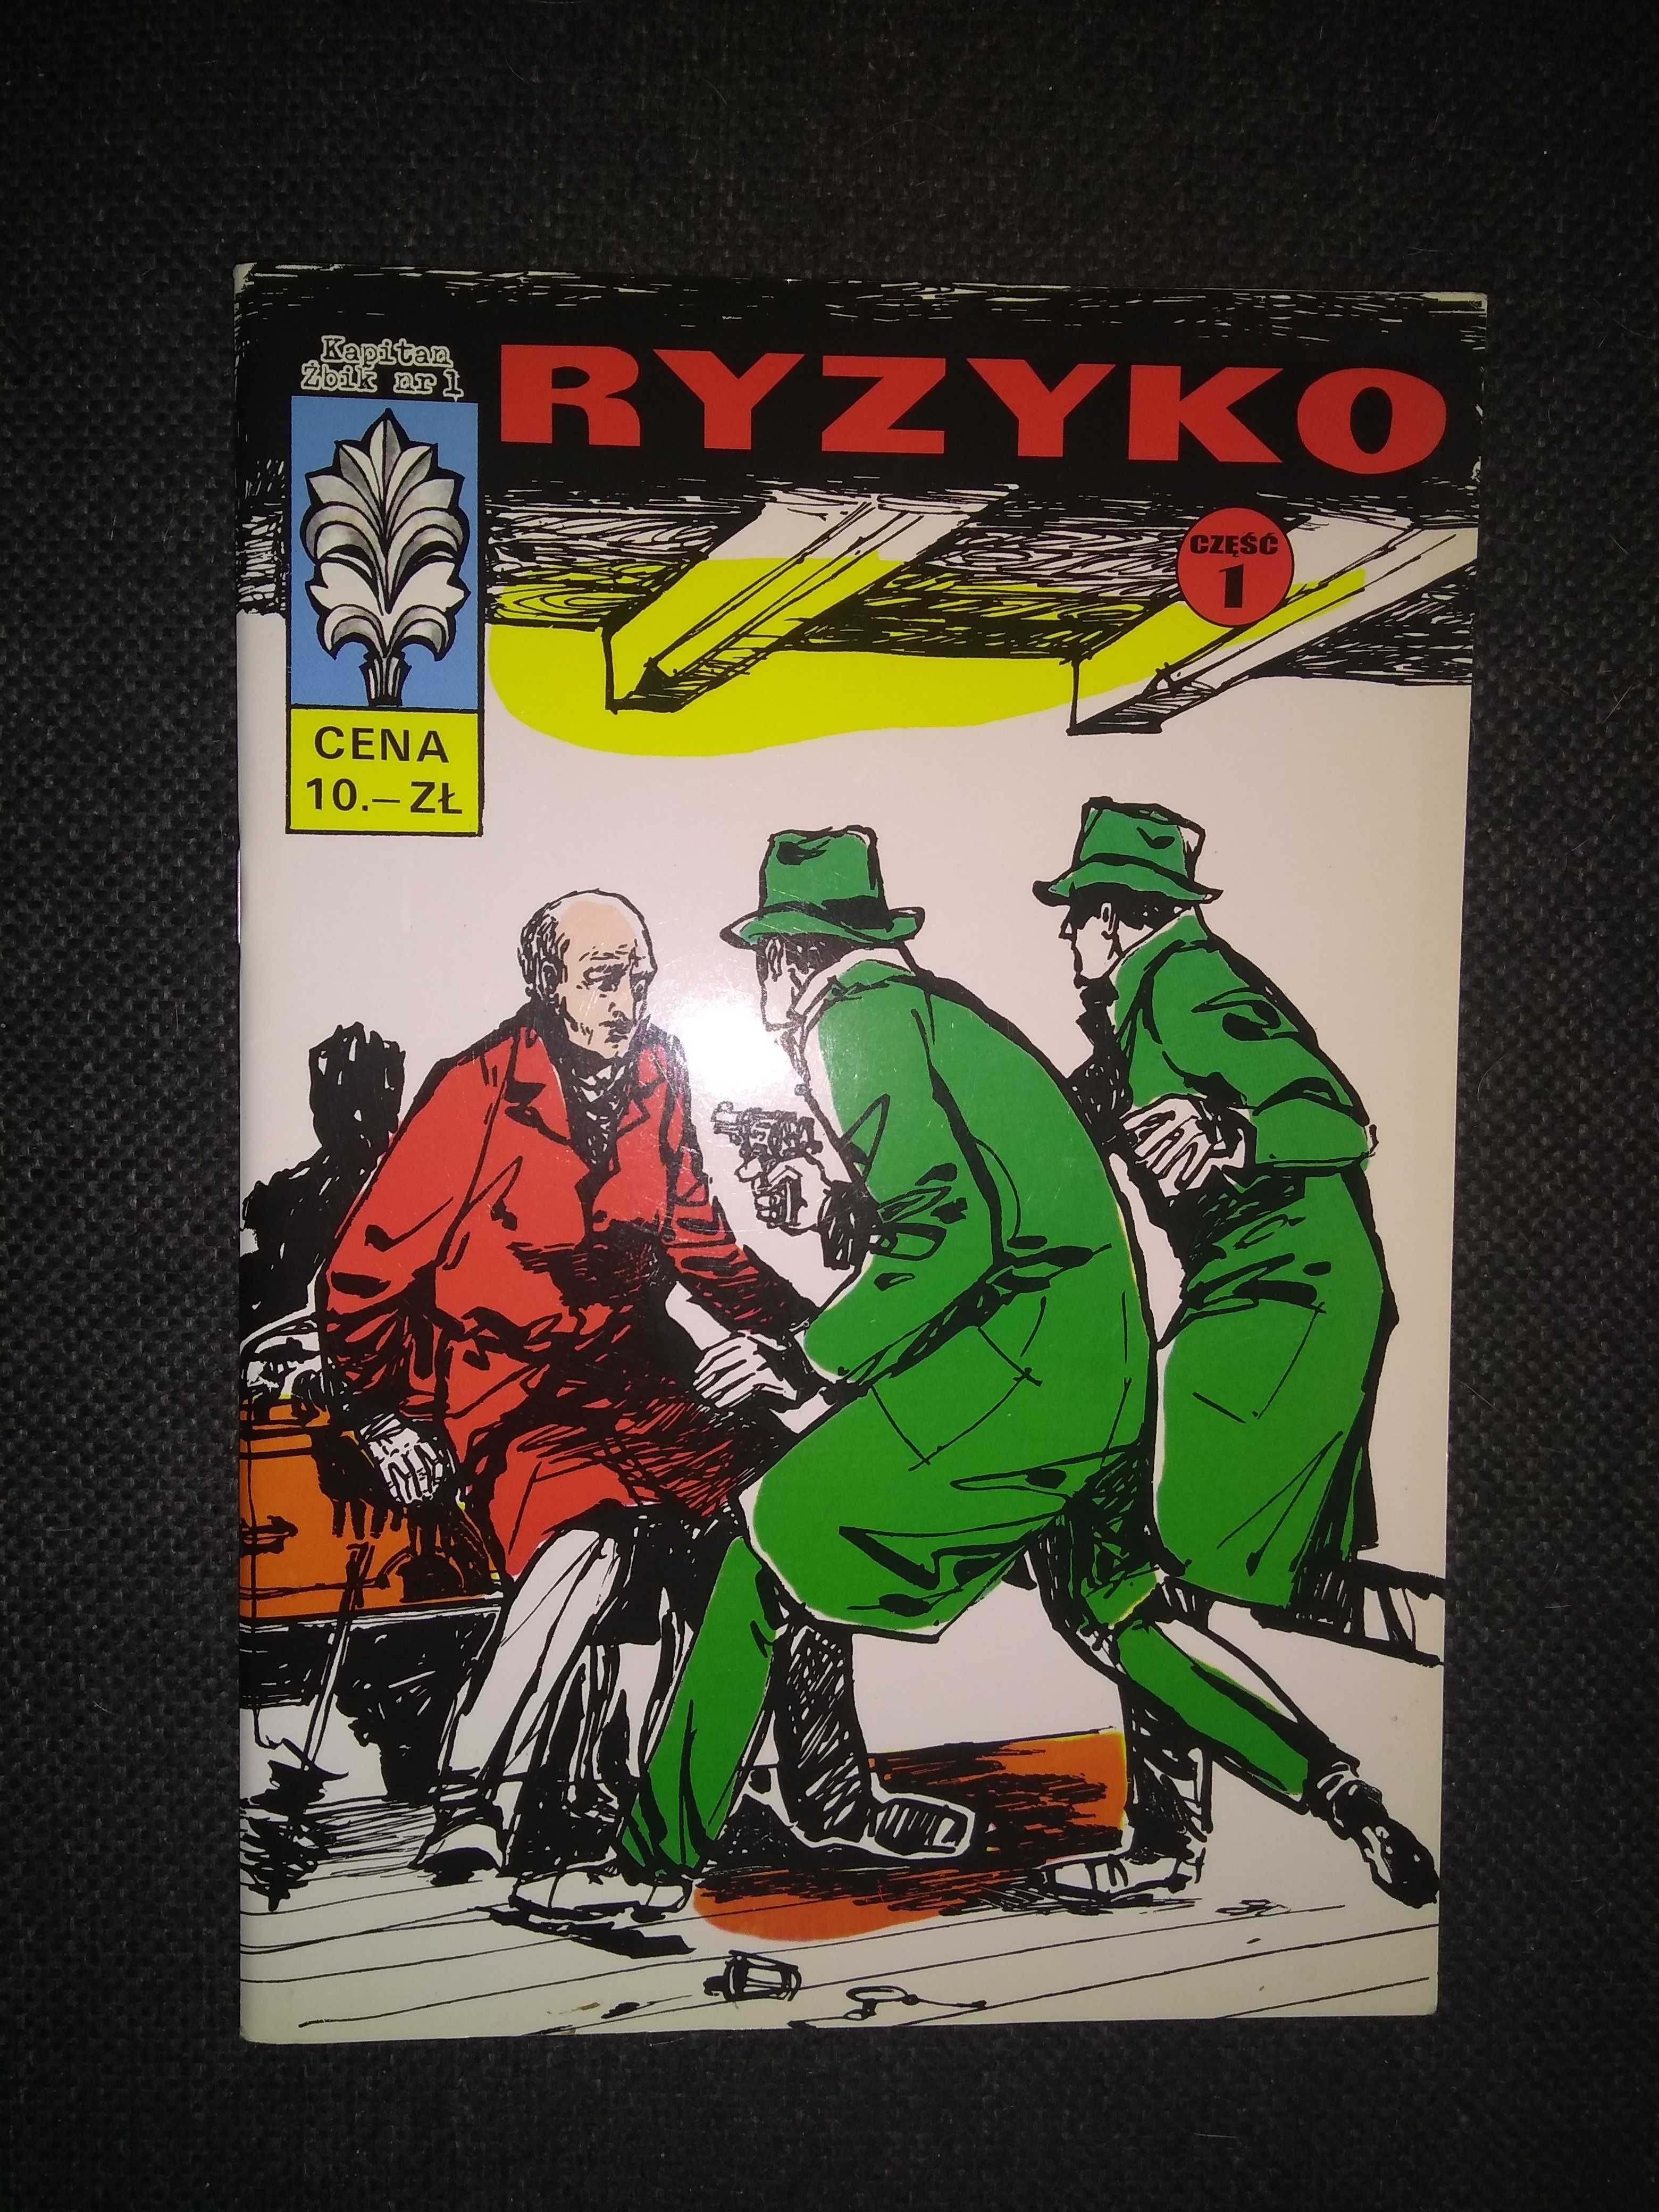 Kapitan
Żbik nr 1
RYZYKO
CZĘŚĆ
1
CENA
10.— ZŁ